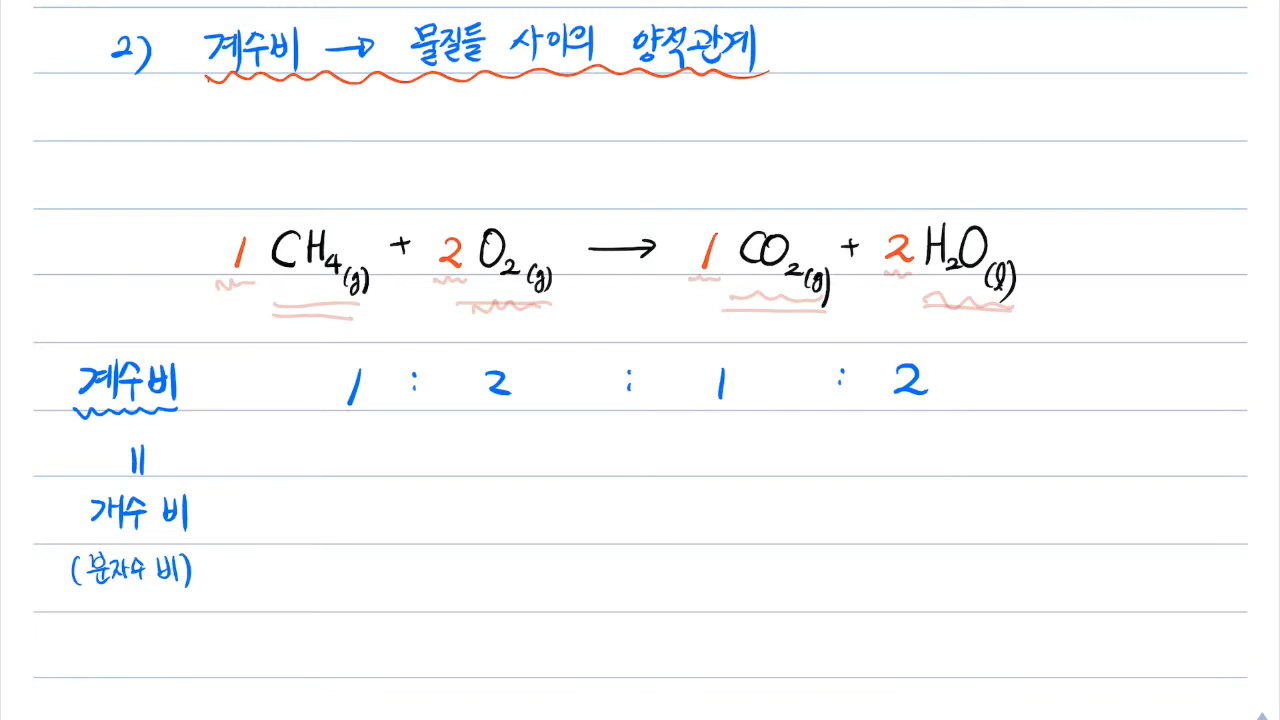 2) 계수비 → 물질들 사이의 양적관계
1 CH₄(g) + 2 O₂(g) → 1 CO₂(g) + 2 H₂O(l)
계수비 1 : 2 : 1 : 2
||
개수 비
(분자수 비)